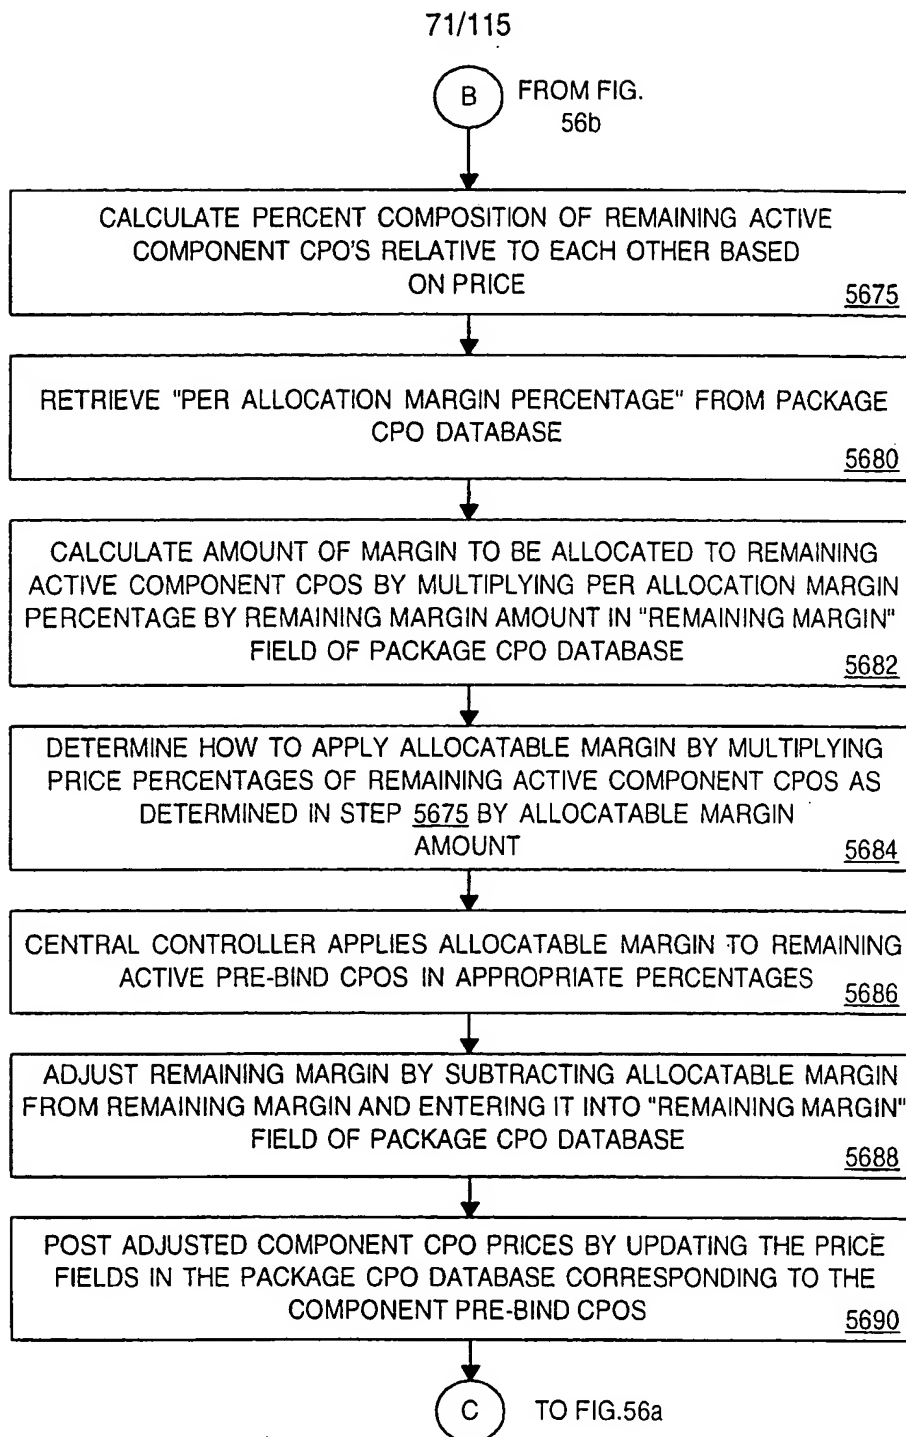 71/115
B
FROM FIG.
56b
CALCULATE PERCENT COMPOSITION OF REMAINING ACTIVE
COMPONENT CPO'S RELATIVE TO EACH OTHER BASED
ON PRICE
5675
RETRIEVE "PER ALLOCATION MARGIN PERCENTAGE" FROM PACKAGE
CPO DATABASE
5680
CALCULATE AMOUNT OF MARGIN TO BE ALLOCATED TO REMAINING
ACTIVE COMPONENT CPOS BY MULTIPLYING PER ALLOCATION MARGIN
PERCENTAGE BY REMAINING MARGIN AMOUNT IN "REMAINING MARGIN"
FIELD OF PACKAGE CPO DATABASE
5682
DETERMINE HOW TO APPLY ALLOCATABLE MARGIN BY MULTIPLYING
PRICE PERCENTAGES OF REMAINING ACTIVE COMPONENT CPOS AS
DETERMINED IN STEP 5675 BY ALLOCATABLE MARGIN
AMOUNT
5684
CENTRAL CONTROLLER APPLIES ALLOCATABLE MARGIN TO REMAINING
ACTIVE PRE-BIND CPOS IN APPROPRIATE PERCENTAGES
5686
ADJUST REMAINING MARGIN BY SUBTRACTING ALLOCATABLE MARGIN
FROM REMAINING MARGIN AND ENTERING IT INTO "REMAINING MARGIN"
FIELD OF PACKAGE CPO DATABASE
5688
POST ADJUSTED COMPONENT CPO PRICES BY UPDATING THE PRICE
FIELDS IN THE PACKAGE CPO DATABASE CORRESPONDING TO THE
COMPONENT PRE-BIND CPOS
5690
C
TO FIG.56a